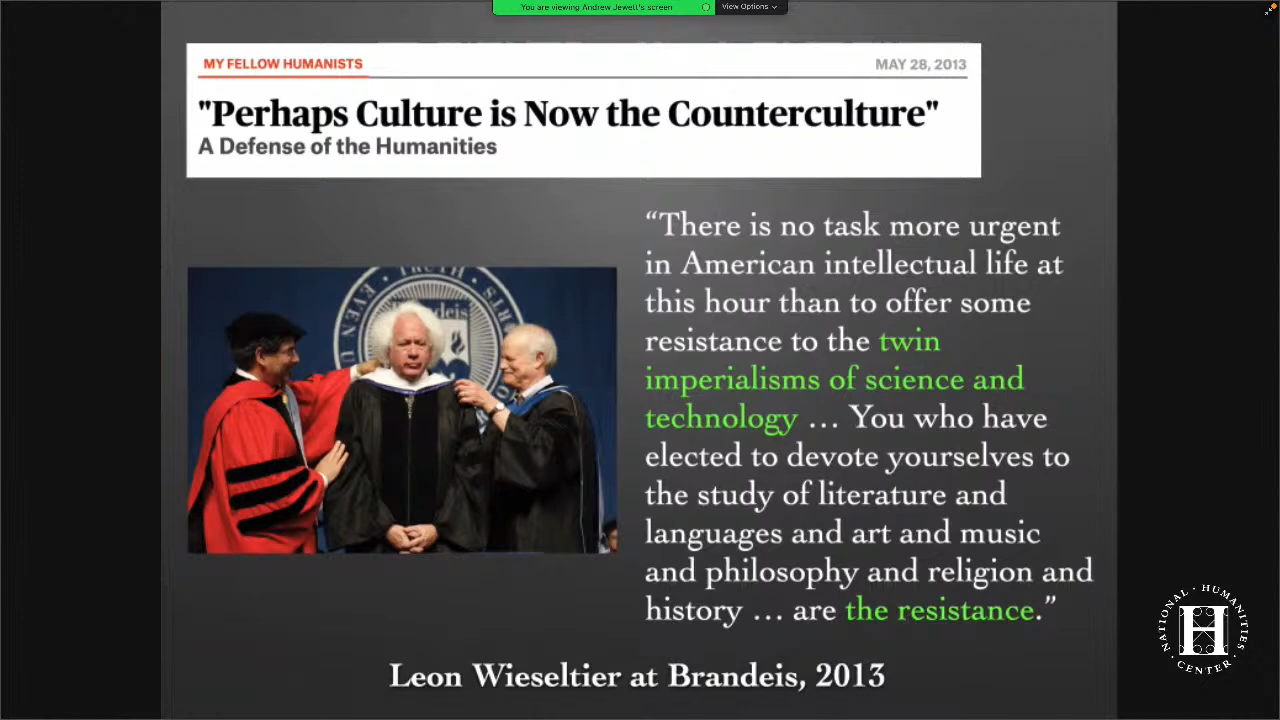 You are viewing Andrew Jewett's screen
View Options
MY FELLOW HUMANISTS
MAY 28, 2013
"Perhaps Culture is Now the Counterculture"
A Defense of the Humanities
TRUTH
EVEN U
RTS
Brandeis
“There is no task more urgent
in American intellectual life at
this hour than to offer some
resistance to the twin
imperialisms of science and
technology … You who have
elected to devote yourselves to
the study of literature and
languages and art and music
and philosophy and religion and
history … are the resistance.”
Leon Wieseltier at Brandeis, 2013
NATIONAL · HUMANITIES
CENTER
H